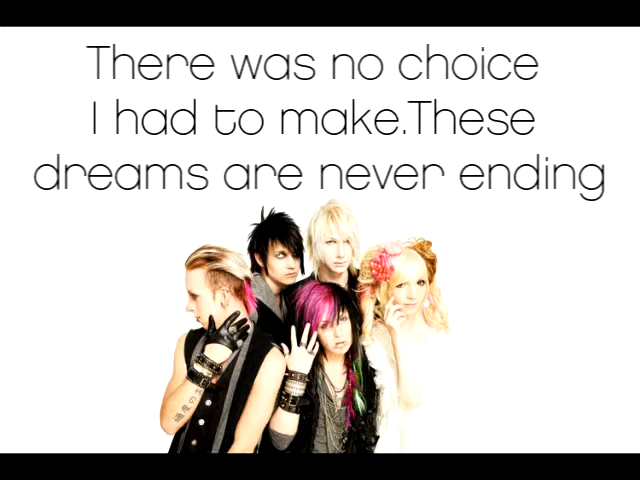 There was no choice
I had to make.These
dreams are never ending